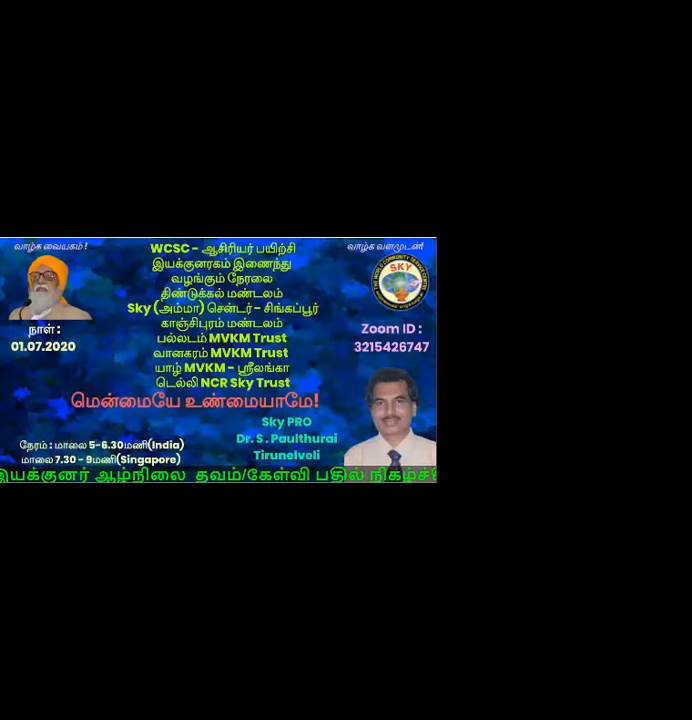 வாழ்க வையகம் !
வாழ்க வளமுடன்!
WCSC - ஆசிரியர் பயிற்சி
இயக்குனரகம் இணைந்து
வழங்கும் நேரலை
திண்டுக்கல் மண்டலம்
Sky (அம்மா) சென்டர் - சிங்கப்பூர்
காஞ்சிபுரம் மண்டலம்
பல்லடம் MVKM Trust
வானகரம் MVKM Trust
யாழ் MVKM - ஸ்ரீலங்கா
டெல்லி NCR Sky Trust
மென்மையே உண்மையாமே!
நாள் :
01.07.2020
SKY
Zoom ID :
3215426747
Sky PRO
Dr. S . Paulthurai
Tirunelveli
நேரம் : மாலை 5-6.30மணி(India)
மாலை 7.30 - 9மணி(Singapore)
இயக்குனர் ஆழ்நிலை தவம்/கேள்வி பதில்